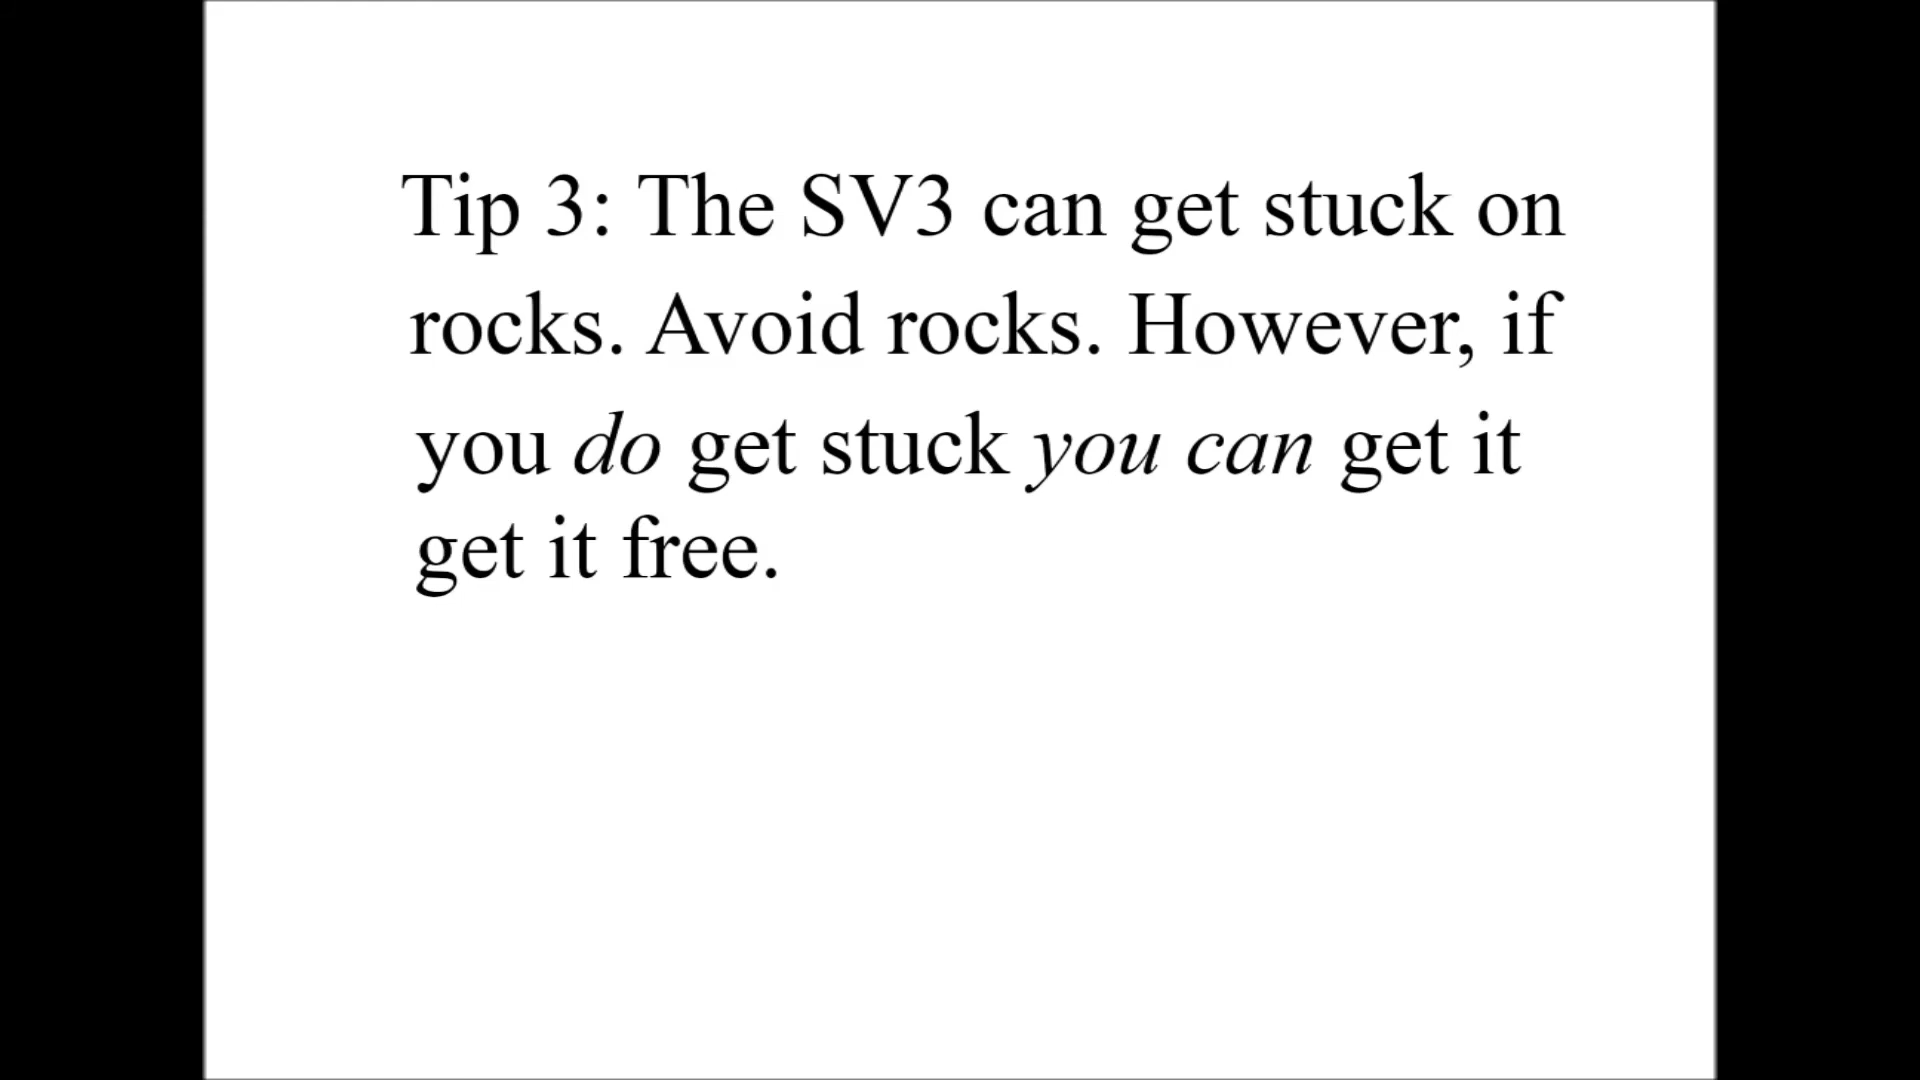 Tip 3: The SV3 can get stuck on
rocks. Avoid rocks. However, if
you do get stuck you can get it
get it free.